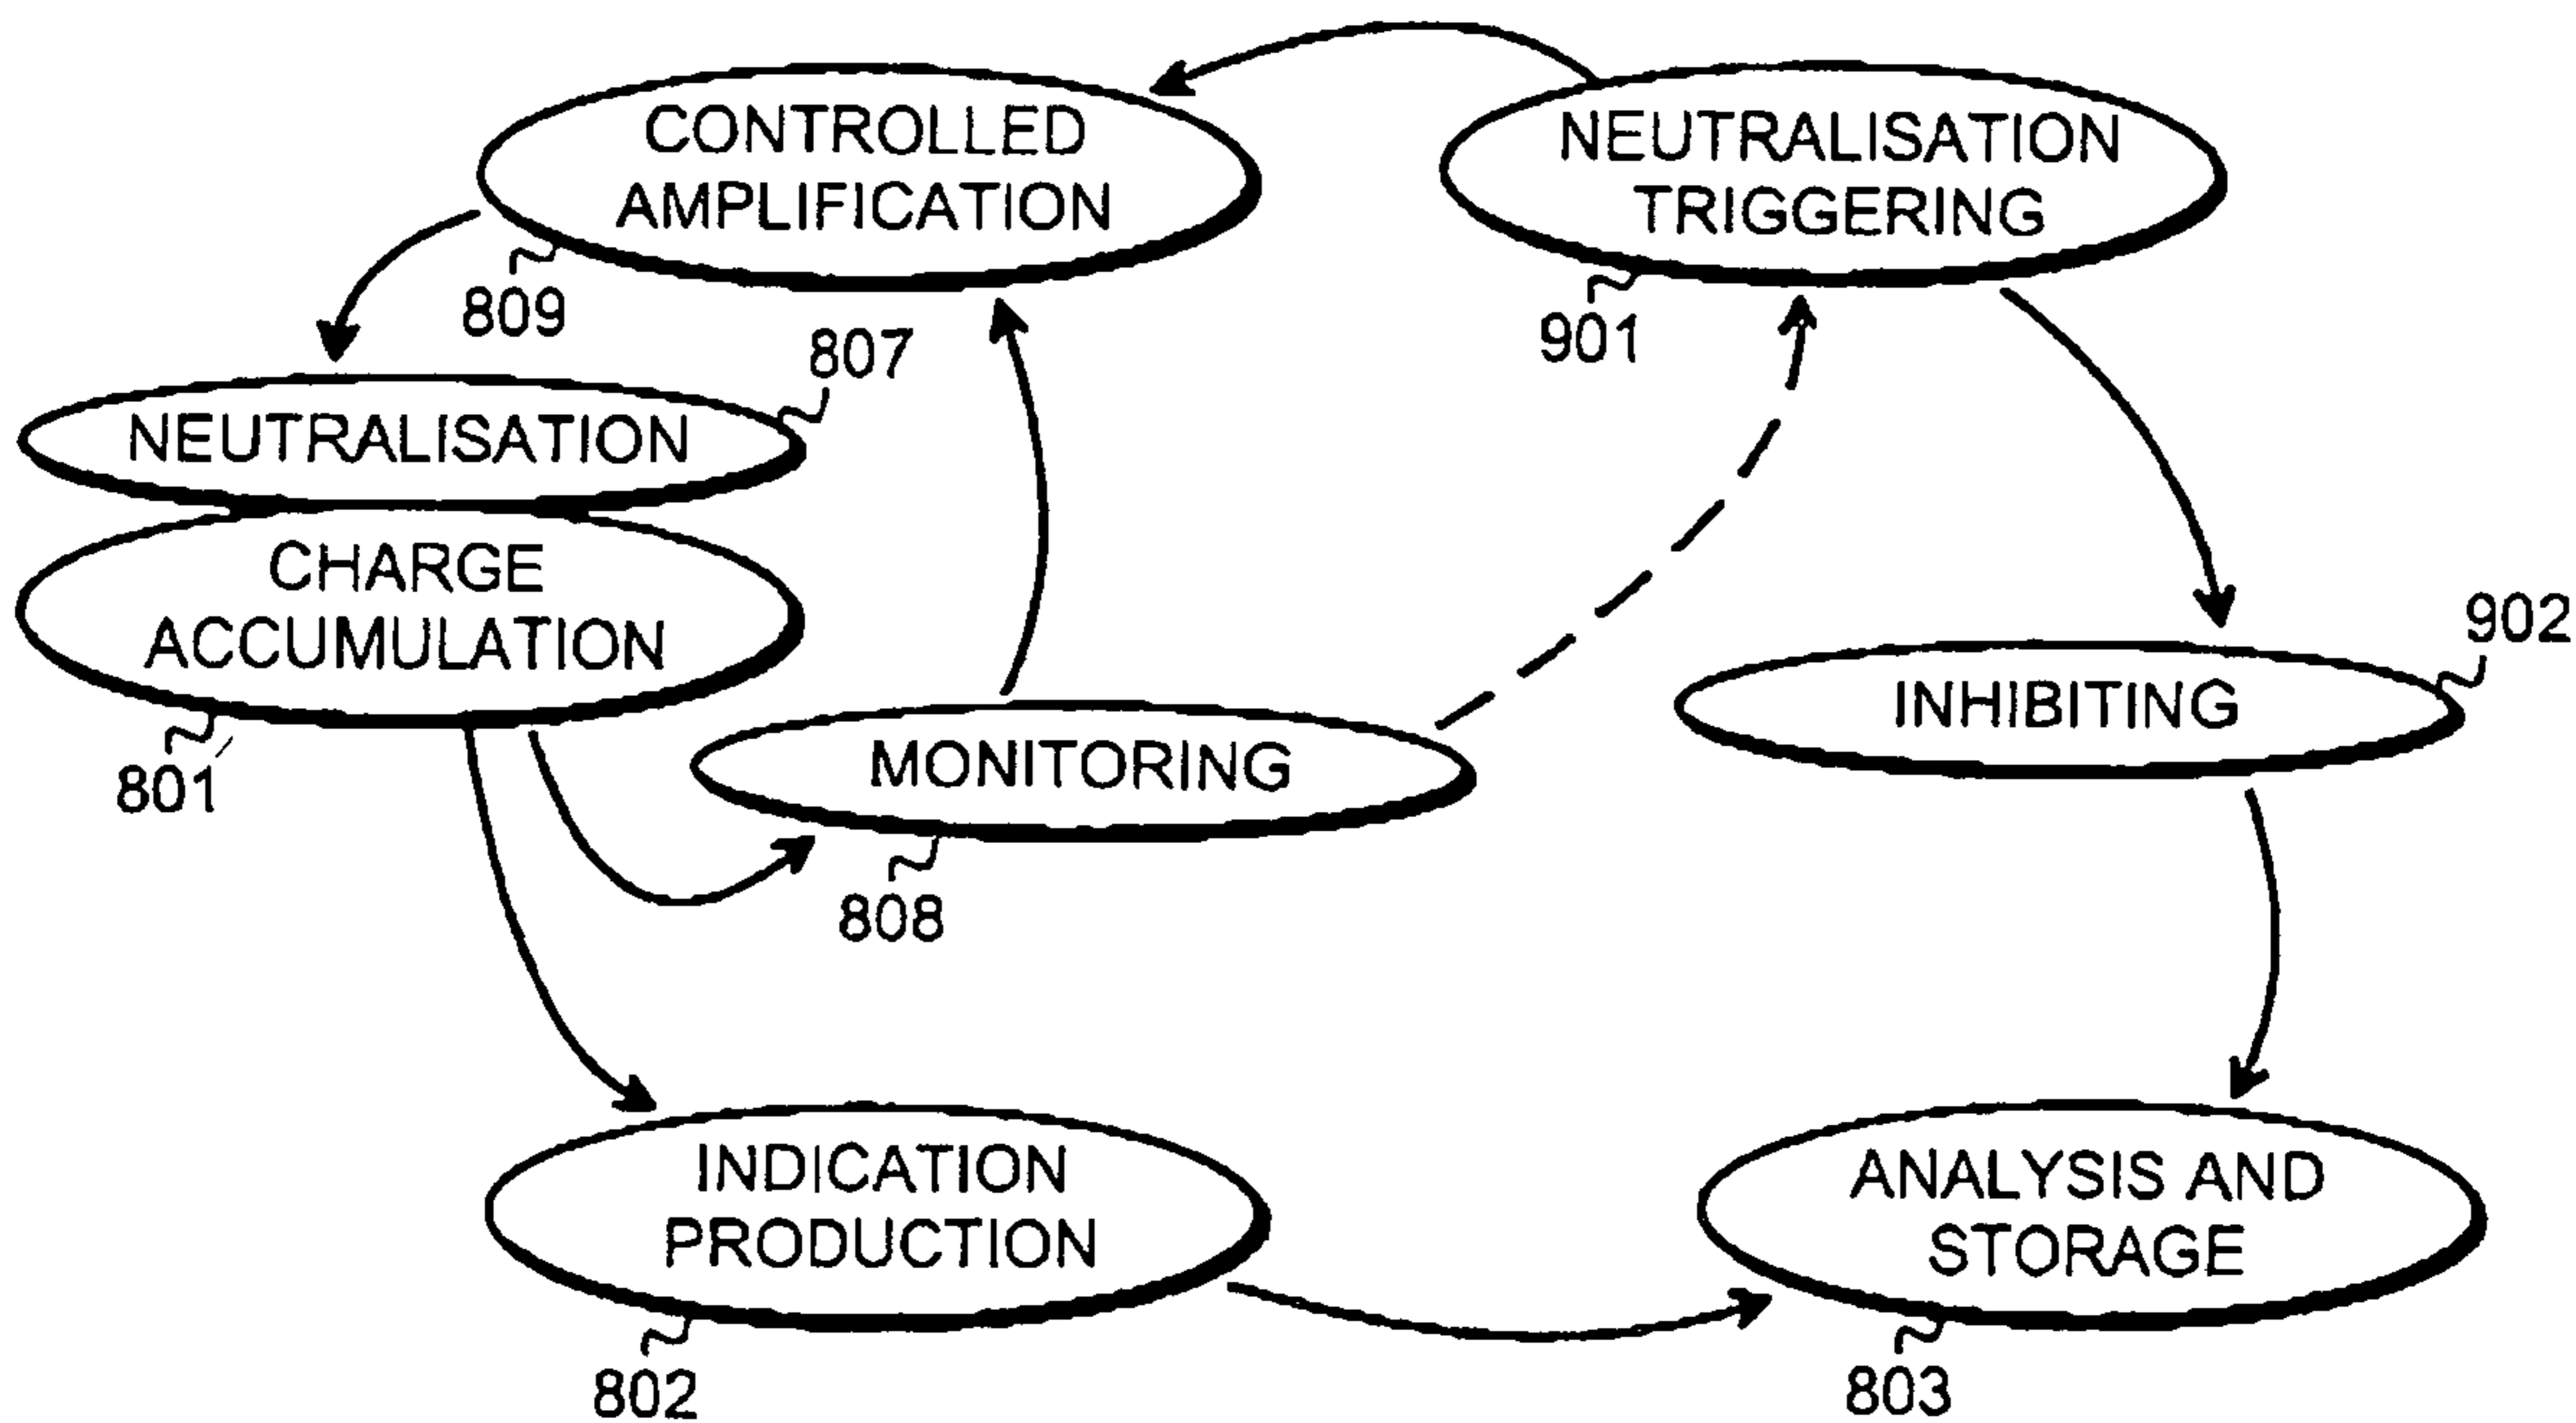 CONTROLLED
AMPLIFICATION
809
NEUTRALISATION
TRIGGERING
901
NEUTRALISATION
807
CHARGE
ACCUMULATION
801
MONITORING
808
INHIBITING
902
INDICATION
PRODUCTION
802
ANALYSIS AND
STORAGE
803